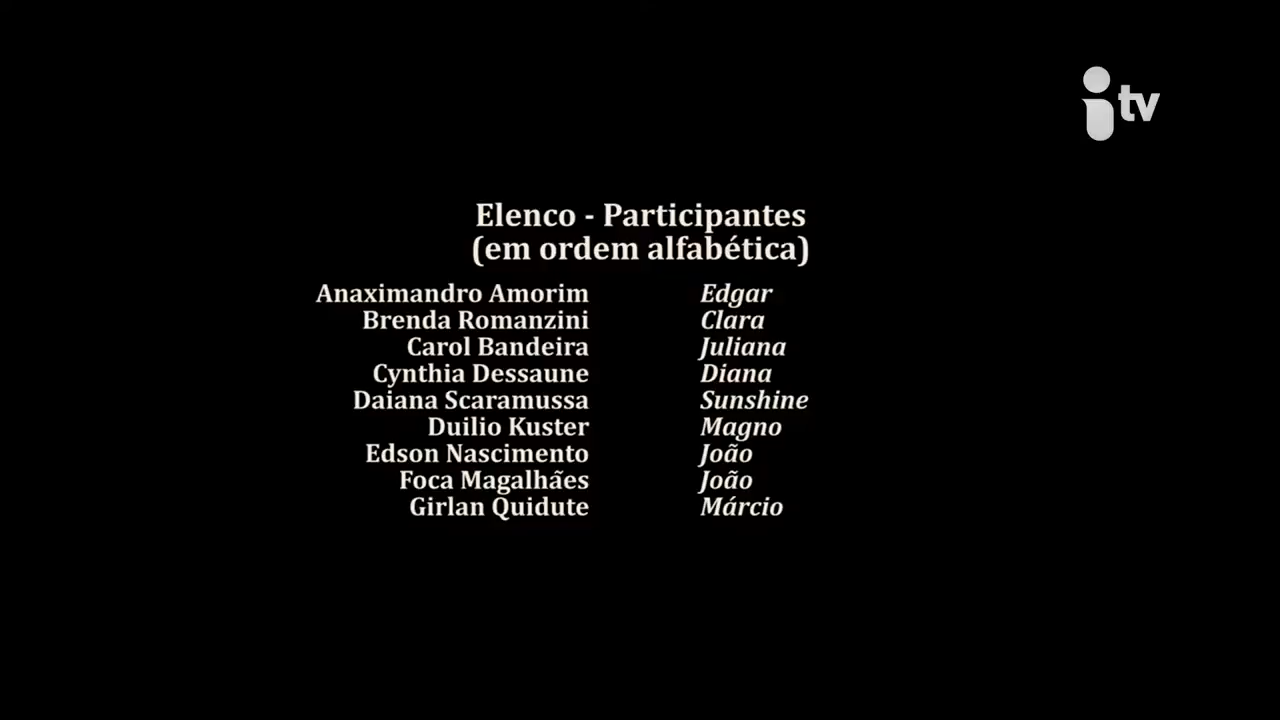 itv
Elenco - Participantes
(em ordem alfabética)
Anaximandro Amorim Edgar
Brenda Romanzini Clara
Carol Bandeira Juliana
Cynthia Dessaune Diana
Daiana Scaramussa Sunshine
Duilio Kuster Magno
Edson Nascimento João
Foca Magalhães João
Girlan Quidute Márcio